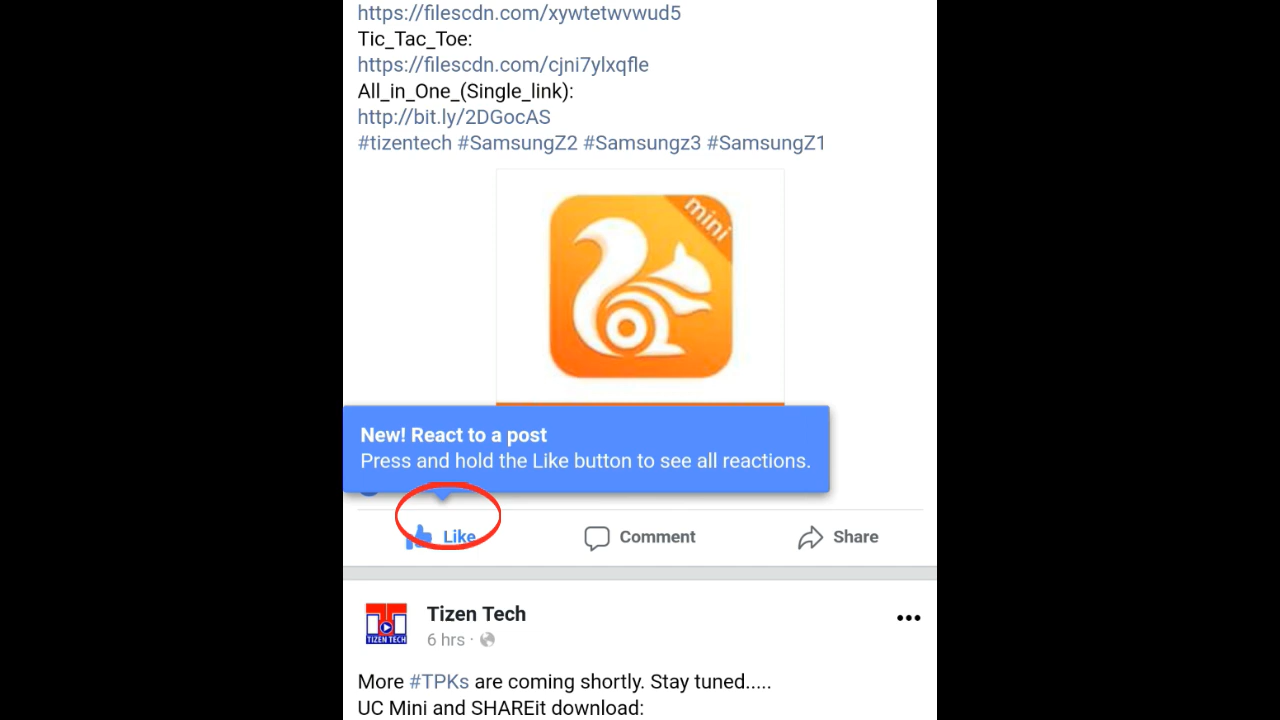 https://filescdn.com/xywtetwvwud5
Tic_Tac_Toe:
https://filescdn.com/cjni7ylxqfle
All_in_One_(Single_link):
http://bit.ly/2DGocAS
#tizentech #SamsungZ2 #Samsungz3 #SamsungZ1
mini
New! React to a post
Press and hold the Like button to see all reactions.
Like
Comment
Share
TIZEN TECH
Tizen Tech
6 hrs ·
More #TPKs are coming shortly. Stay tuned.....
UC Mini and SHAREit download: